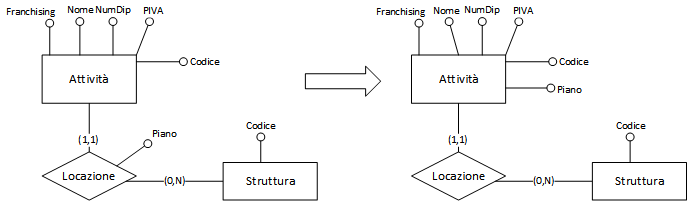 Franchising Nome NumDip PIVA
Codice
Attività
(1,1)
Piano
Codice
Locazione
(0,N)
Struttura
Franchising Nome NumDip PIVA
Codice
Attività
Piano
(1,1)
Codice
Locazione
(0,N)
Struttura